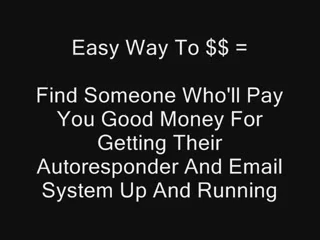 Easy Way To $$ =
Find Someone Who'll Pay
You Good Money For
Getting Their
Autoresponder And Email
System Up And Running